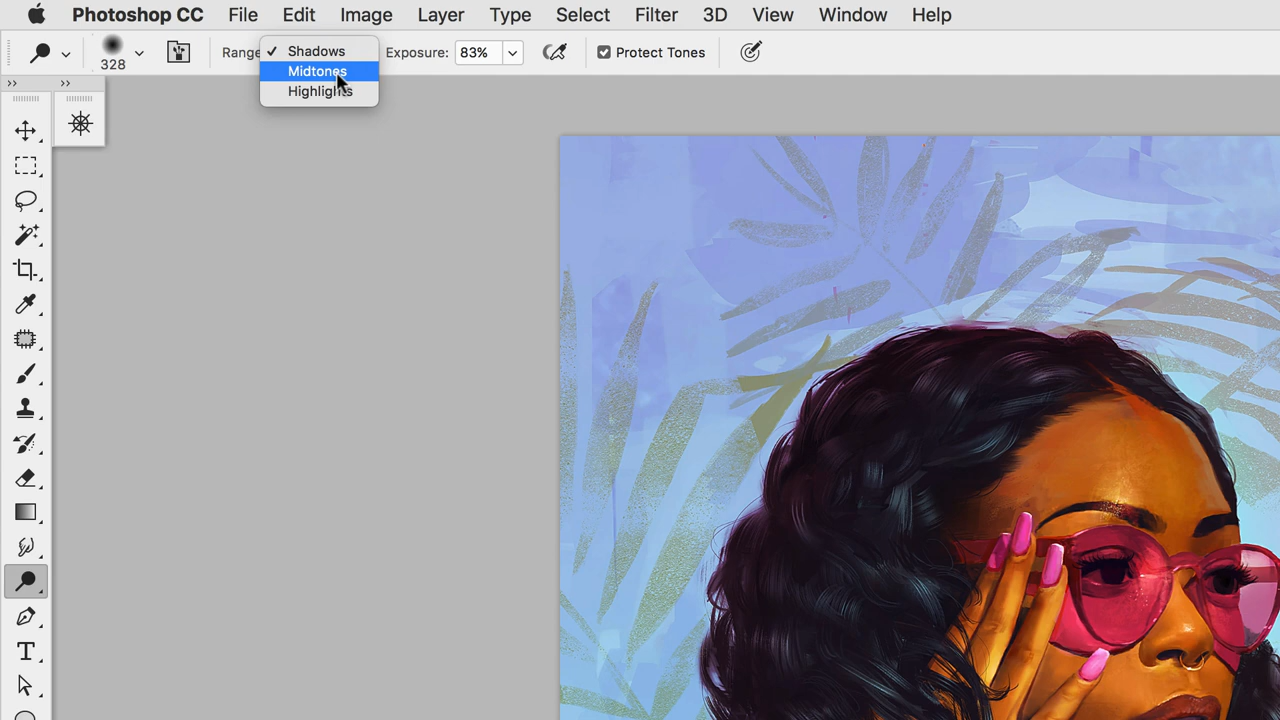 Photoshop CC File Edit Image Layer Type Select Filter 3D View Window Help
328 Range Shadows Exposure: 83% Protect Tones
Midtones
Highlights
T